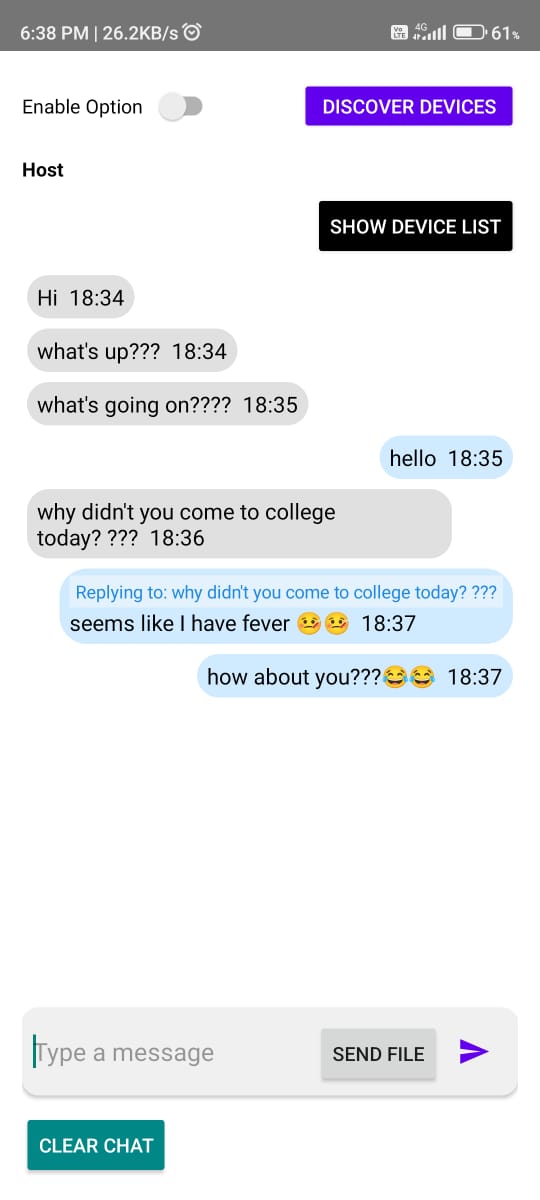 6:38 PM | 26.2KB/s
Vo LTE 4G 61%
Enable Option DISCOVER DEVICES
Host
SHOW DEVICE LIST
Hi 18:34
what's up??? 18:34
what's going on???? 18:35
hello 18:35
why didn't you come to college
today? ??? 18:36
Replying to: why didn't you come to college today? ???
seems like I have fever 🤒🤒 18:37
how about you???😂😂 18:37
Type a message SEND FILE
CLEAR CHAT